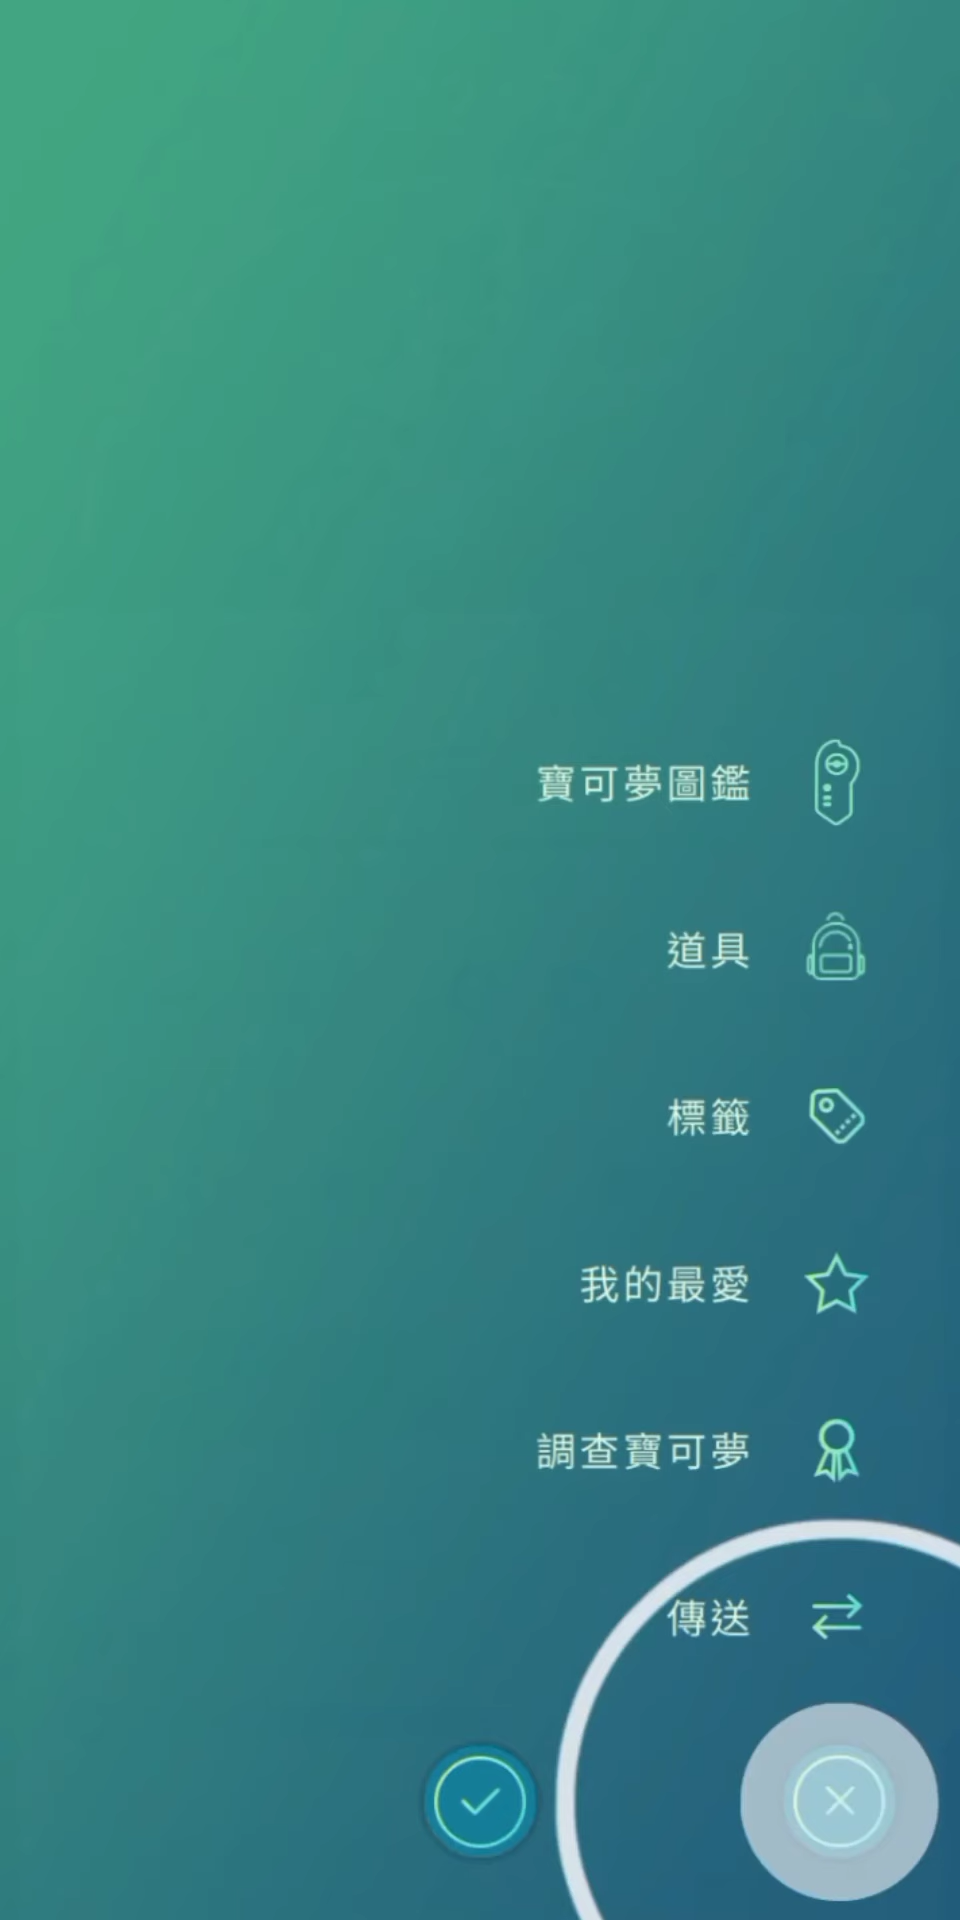 寶可夢圖鑑
道具
標籤
我的最愛
調查寶可夢
傳送